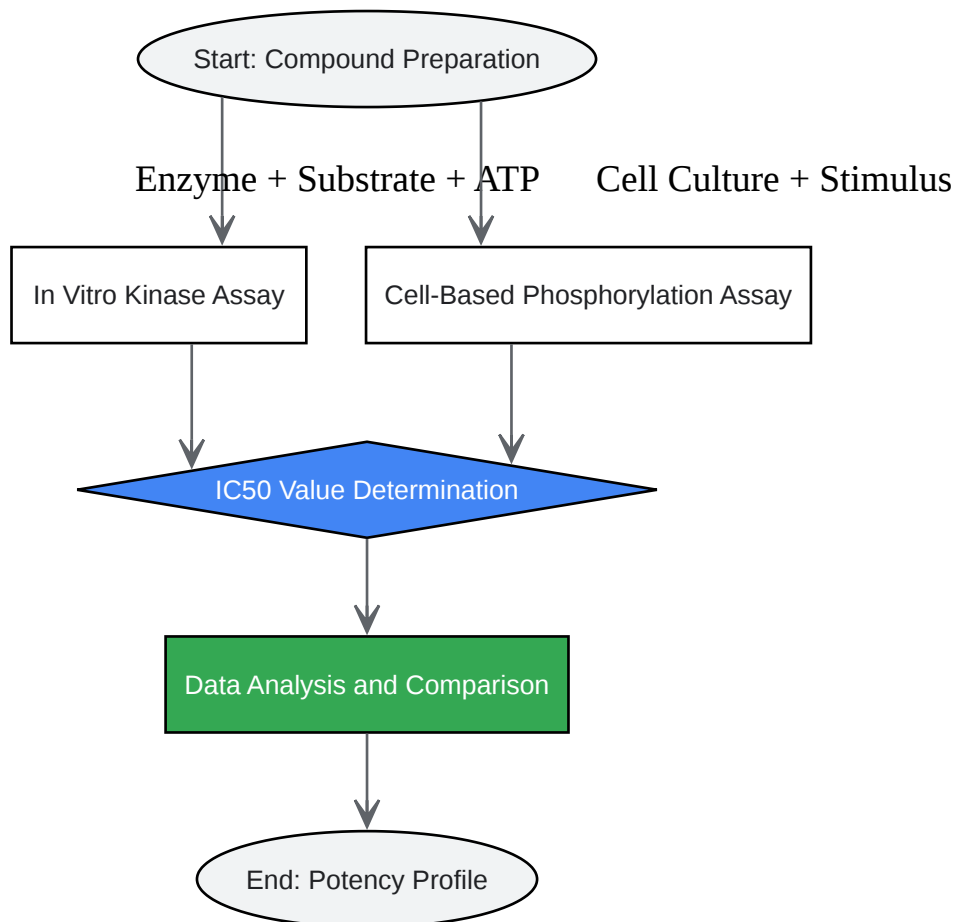 Start: Compound Preparation
Enzyme + Substrate + ATP
Cell Culture + Stimulus
In Vitro Kinase Assay
Cell-Based Phosphorylation Assay
IC50 Value Determination
Data Analysis and Comparison
End: Potency Profile